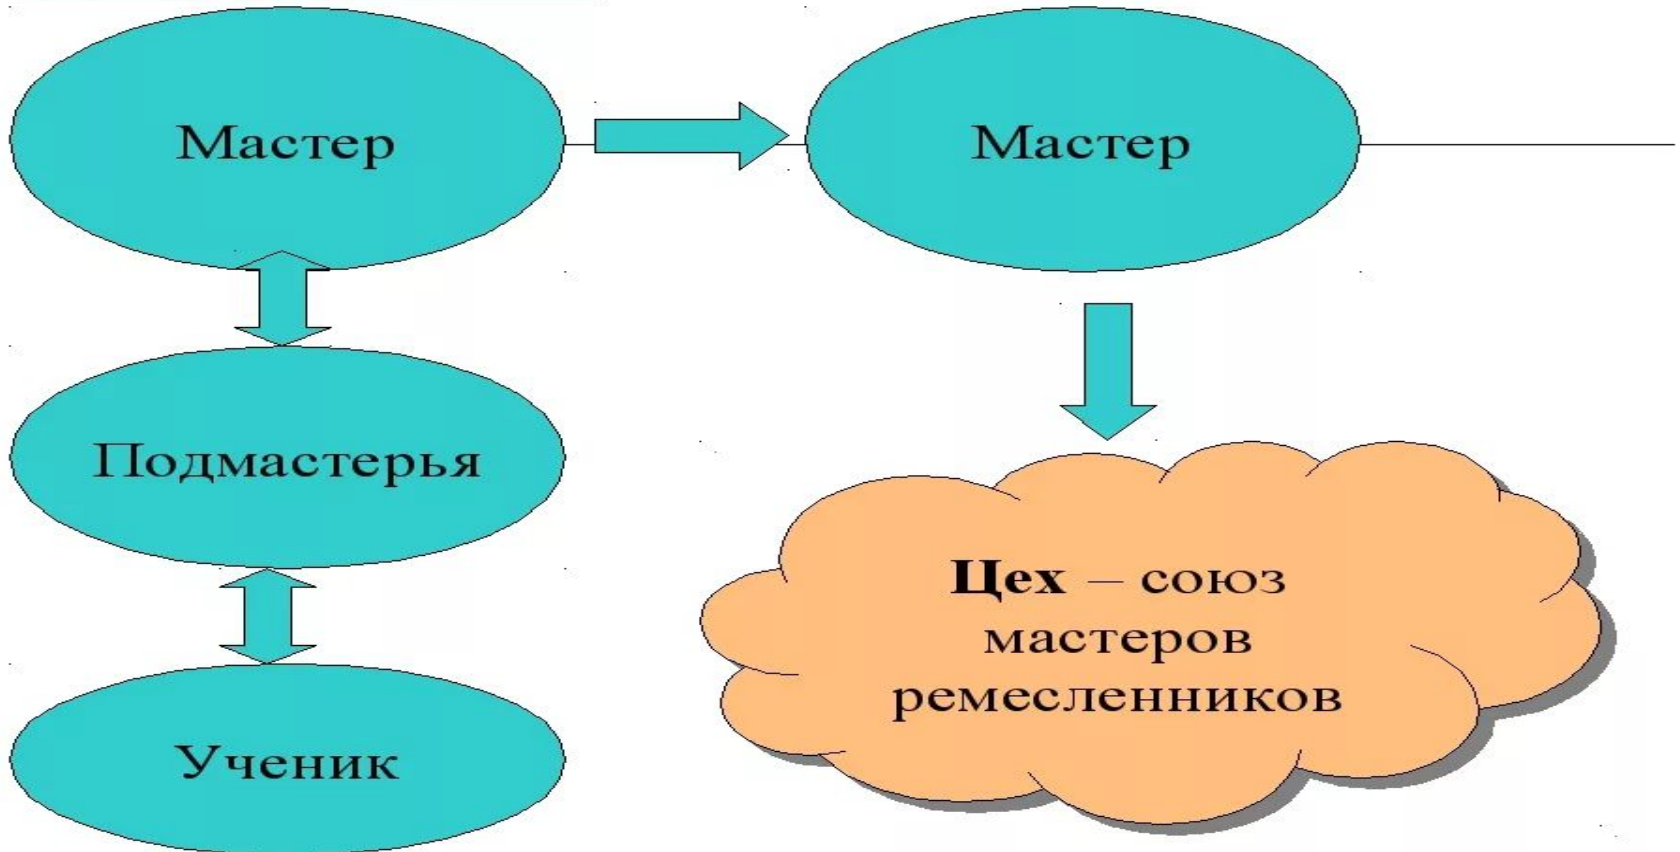 Мастер
Мастер
Подмастерья
Ученик
Цех – союз
мастеров
ремесленников